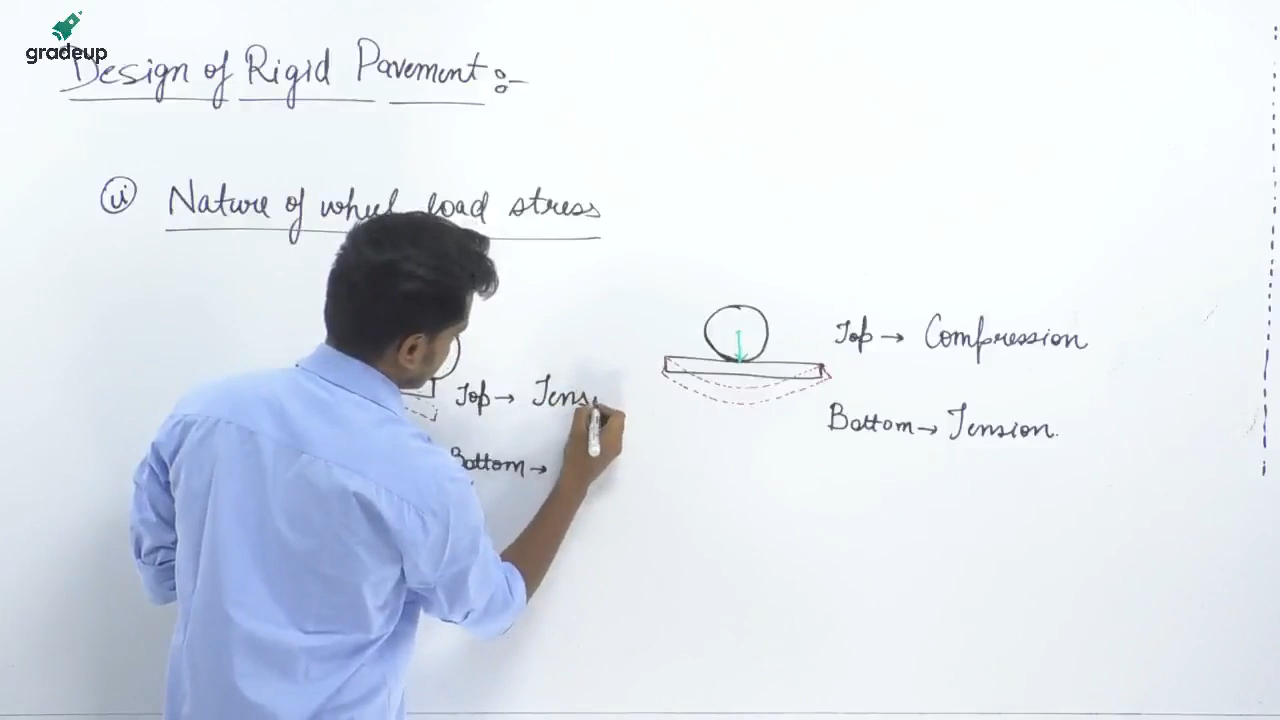 gradeup
Design of Rigid Pavement :-
(ii) Nature of wheel load stress
Top → Tens
Bottom →
Top → Compression
Bottom → Tension.